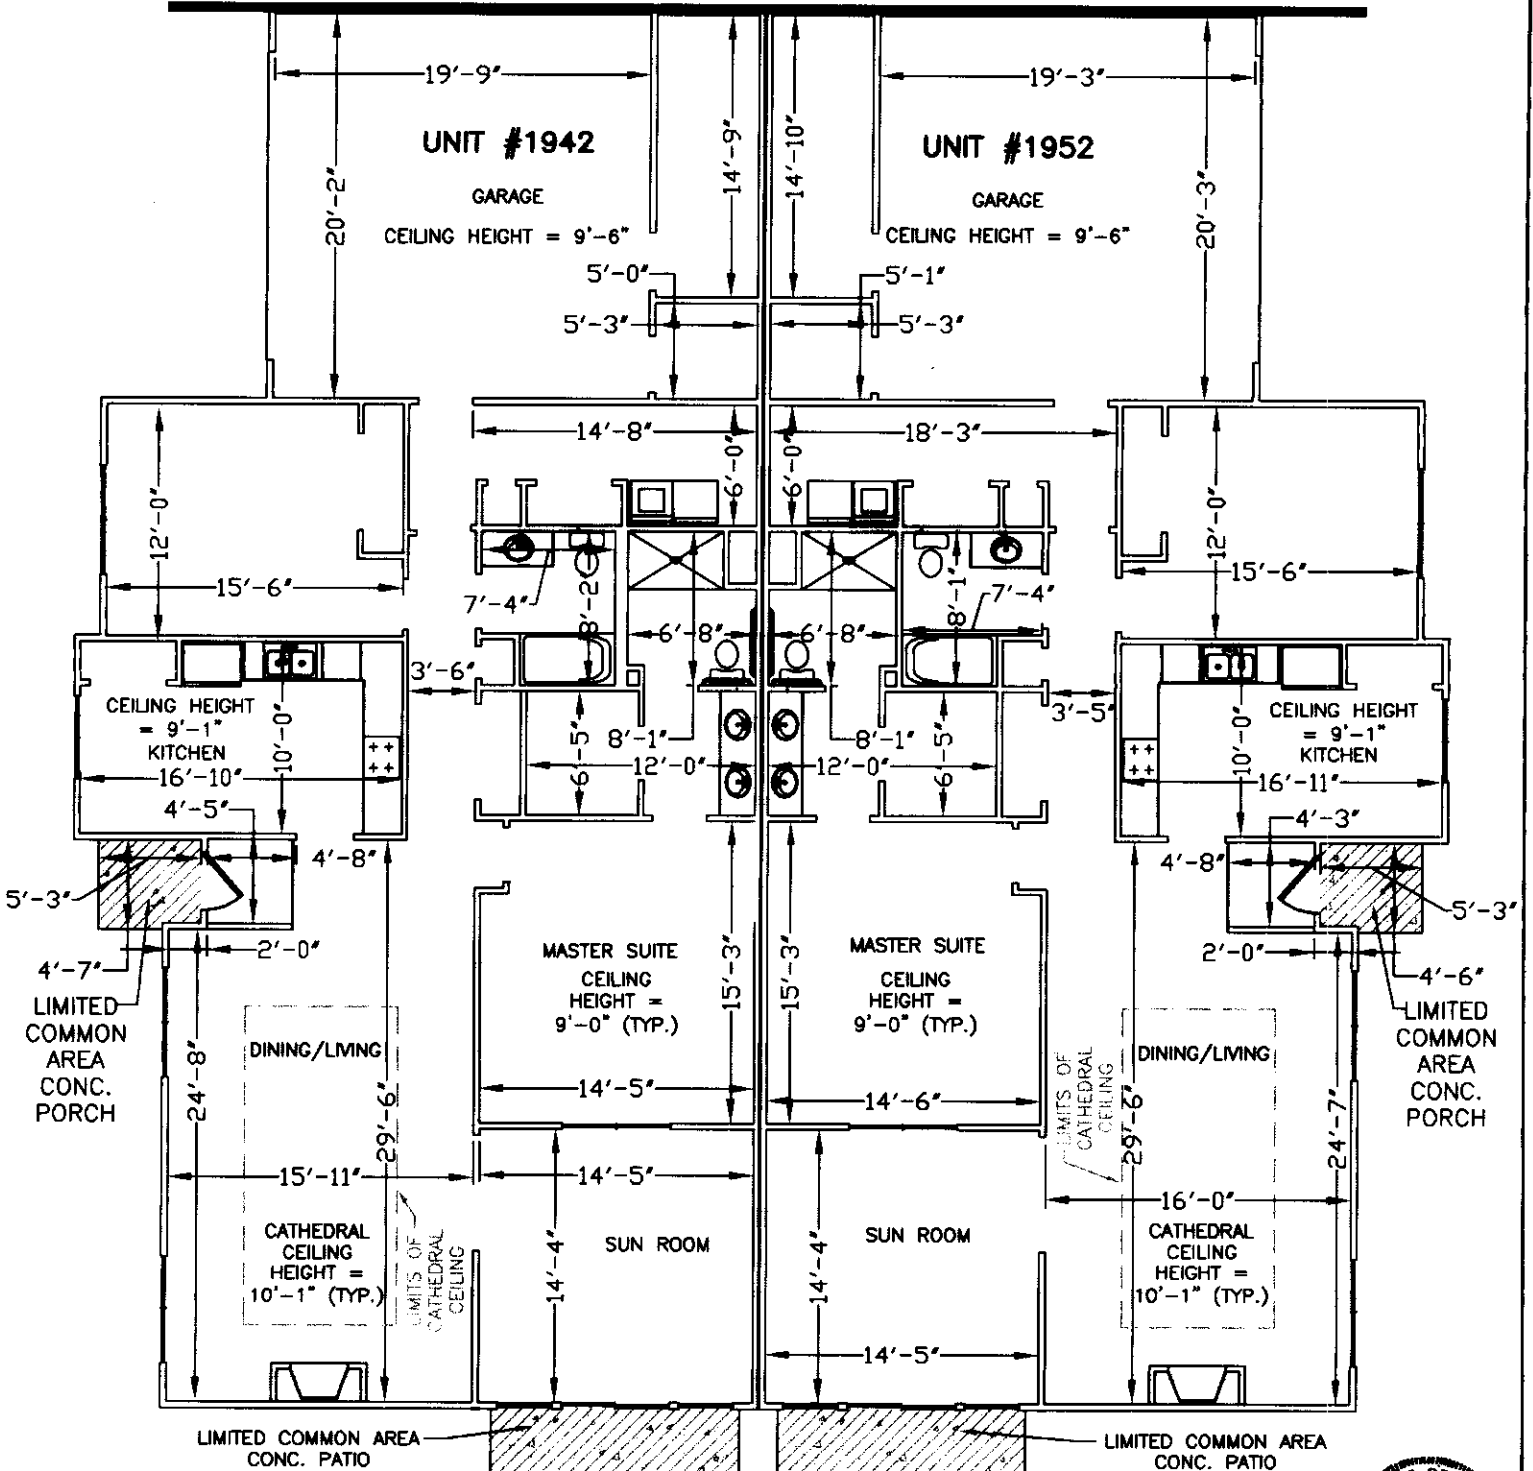 19'-9"
19'-3"
UNIT #1942
UNIT #1952
14'-9"
14'-10"
20'-2"
20'-3"
GARAGE
GARAGE
CEILING HEIGHT = 9'-6"
CEILING HEIGHT = 9'-6"
5'-0"
5'-1"
5'-3"
5'-3"
14'-8"
18'-3"
6'-0"
6'-0"
12'-0"
12'-0"
15'-6"
15'-6"
7'-4"
8'-2"
8'-1"
7'-4"
6'-8"
6'-8"
3'-6"
3'-5"
CEILING HEIGHT
= 9'-1"
KITCHEN
CEILING HEIGHT
= 9'-1"
KITCHEN
10'-0"
10'-0"
6'-5"
6'-5"
8'-1"
8'-1"
12'-0"
12'-0"
16'-10"
16'-11"
4'-5"
4'-3"
4'-8"
4'-8"
5'-3"
5'-3"
2'-0"
2'-0"
4'-7"
4'-6"
MASTER SUITE
CEILING
HEIGHT =
9'-0" (TYP.)
MASTER SUITE
CEILING
HEIGHT =
9'-0" (TYP.)
15'-3"
15'-3"
LIMITED
COMMON
AREA
CONC.
PORCH
LIMITED
COMMON
AREA
CONC.
PORCH
DINING/LIVING
DINING/LIVING
24'-8"
24'-7"
29'-6"
29'-6"
14'-5"
14'-6"
LIMITS OF
CATHEDRAL
CEILING
15'-11"
14'-5"
16'-0"
CATHEDRAL
CEILING
HEIGHT =
10'-1" (TYP.)
LIMITS OF
CATHEDRAL
CEILING
14'-4"
SUN ROOM
SUN ROOM
14'-4"
CATHEDRAL
CEILING
HEIGHT =
10'-1" (TYP.)
14'-5"
LIMITED COMMON AREA
CONC. PATIO
LIMITED COMMON AREA
CONC. PATIO